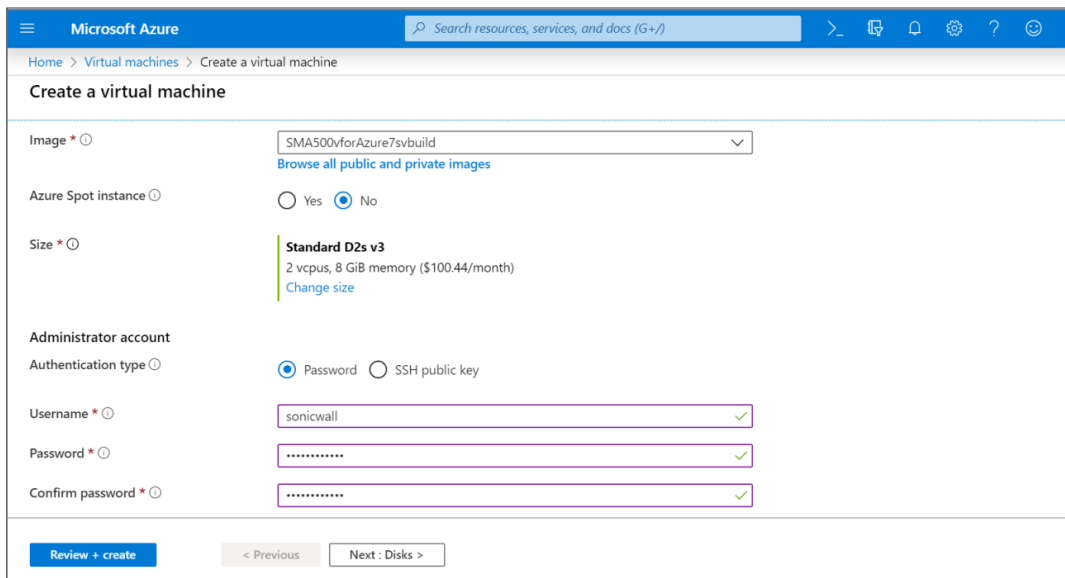 Microsoft Azure
Search resources, services, and docs (G+/)
Home > Virtual machines > Create a virtual machine
Create a virtual machine
Image *
SMA500vforAzure7svbuild
Browse all public and private images
Azure Spot instance
Yes No
Size *
Standard D2s v3
2 vcpus, 8 GiB memory ($100.44/month)
Change size
Administrator account
Authentication type
Password SSH public key
Username *
sonicwall
Password *
••••••••••••
Confirm password *
••••••••••••
Review + create < Previous Next : Disks >